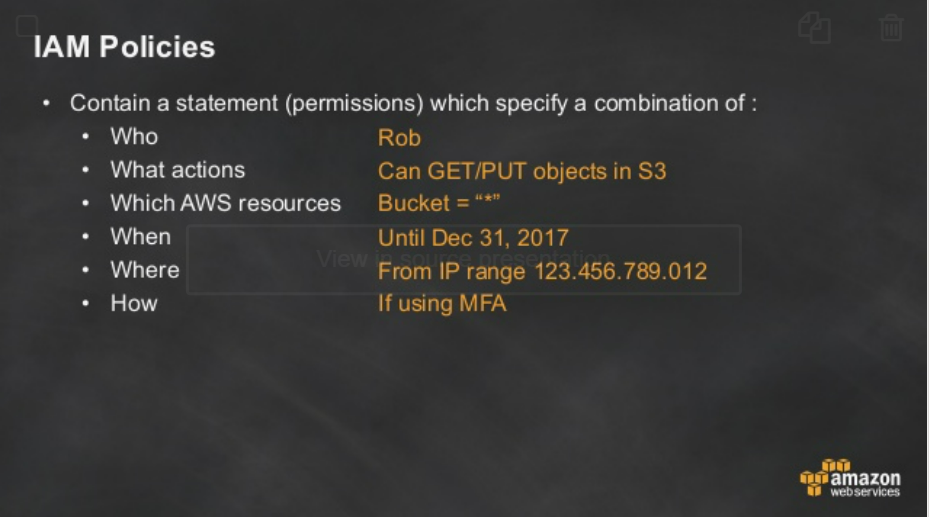 IAM Policies
• Contain a statement (permissions) which specify a combination of :
• Who Rob
• What actions Can GET/PUT objects in S3
• Which AWS resources Bucket = “*”
• When Until Dec 31, 2017
View in source presentation
• Where From IP range 123.456.789.012
• How If using MFA
amazon
webservices